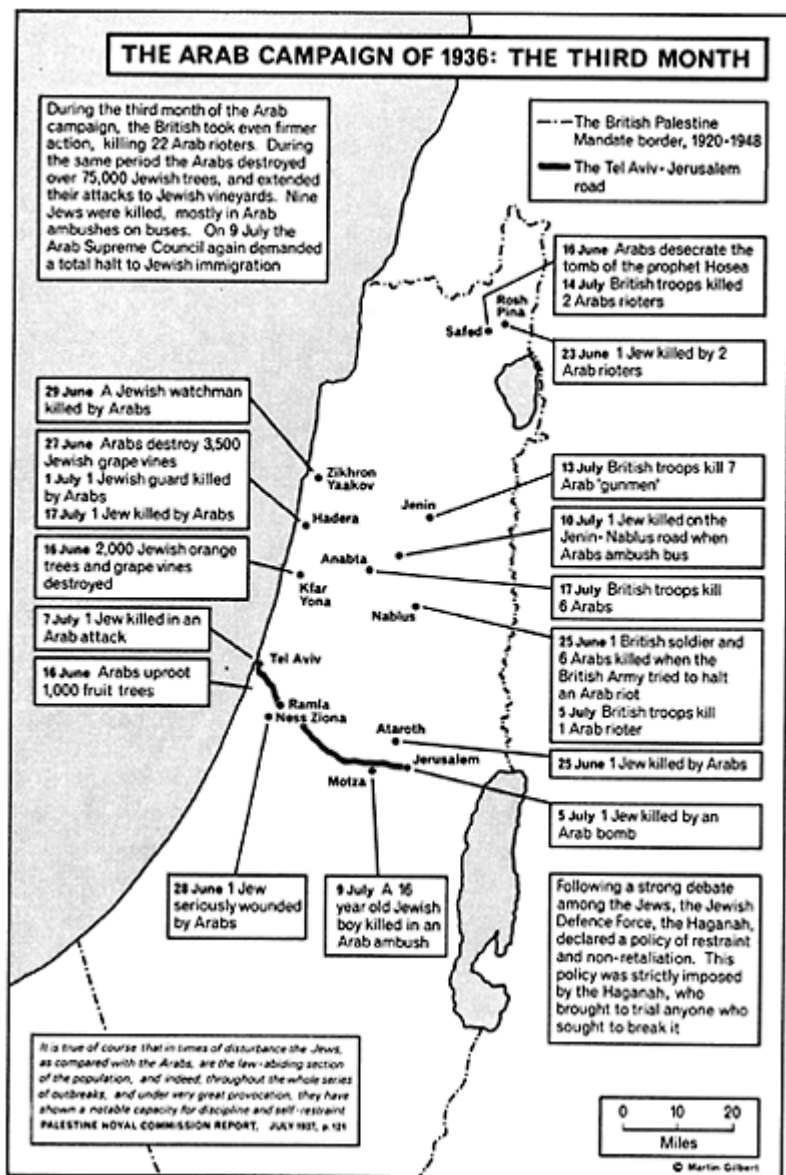 THE ARAB CAMPAIGN OF 1936: THE THIRD MONTH
During the third month of the Arab
campaign, the British took even firmer
action, killing 22 Arab rioters. During
the same period the Arabs destroyed
over 75,000 Jewish trees, and extended
their attacks to Jewish vineyards. Nine
Jews were killed, mostly in Arab
ambushes on buses. On 9 July the
Arab Supreme Council again demanded
a total halt to Jewish immigration
The British Palestine
Mandate border, 1920-1948
The Tel Aviv-Jerusalem
road
16 June Arabs desecrate the
tomb of the prophet Hosea
14 July British troops killed
2 Arabs rioters
Rosh
Pina
Safed
23 June 1 Jew killed by 2
Arab rioters
29 June A Jewish watchman
killed by Arabs
27 June Arabs destroy 3,500
Jewish grape vines
1 July 1 Jewish guard killed
by Arabs
17 July 1 Jew killed by Arabs
16 June 2,000 Jewish orange
trees and grape vines
destroyed
7 July 1 Jew killed in an
Arab attack
16 June Arabs uproot
1,000 fruit trees
Zikhron
Yaakov
Hadera
Jenin
Anabta
Kfar
Yona
Nablus
Tel Aviv
Ramla
Ness Ziona
Ataroth
Jerusalem
Motza
13 July British troops kill 7
Arab 'gunmen'
10 July 1 Jew killed on the
Jenin-Nablus road when
Arabs ambush bus
17 July British troops kill
6 Arabs
25 June 1 British soldier and
6 Arabs killed when the
British Army tried to halt
an Arab riot
5 July British troops kill
1 Arab rioter
25 June 1 Jew killed by Arabs
5 July 1 Jew killed by an
Arab bomb
28 June 1 Jew
seriously wounded
by Arabs
9 July A 16
year old Jewish
boy killed in an
Arab ambush
Following a strong debate
among the Jews, the Jewish
Defence Force, the Haganah,
declared a policy of restraint
and non-retaliation. This
policy was strictly imposed
by the Haganah, who
brought to trial anyone who
sought to break it
It is true of course that in times of disturbance the Jews,
as compared with the Arabs, are the law-abiding section
of the population, and indeed, throughout the whole series
of outbreaks, and under very great provocation, they have
shown a notable capacity for discipline and self-restraint
PALESTINE ROYAL COMMISSION REPORT, JULY 1937, p. 121
0 10 20
Miles
© Martin Gilbert